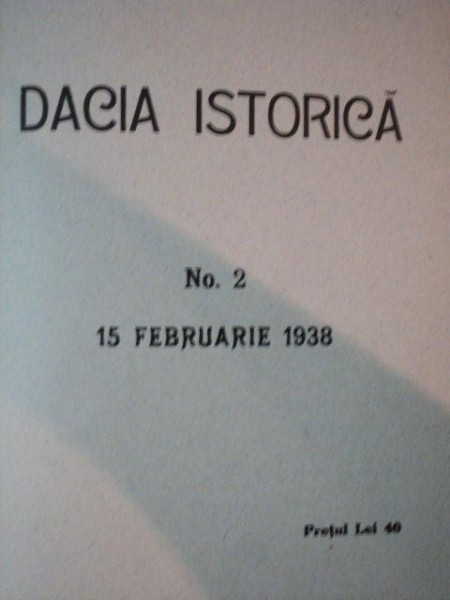 DACIA ISTORICĂ
No. 2
15 FEBRUARIE 1938
Prețul Lei 40